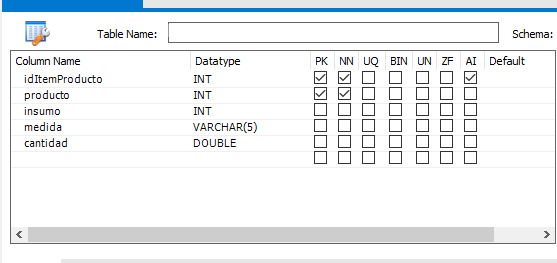 Table Name: Schema:
Column Name Datatype PK NN UQ BIN UN ZF AI Default
idItemProducto INT
producto INT
insumo INT
medida VARCHAR(5)
cantidad DOUBLE